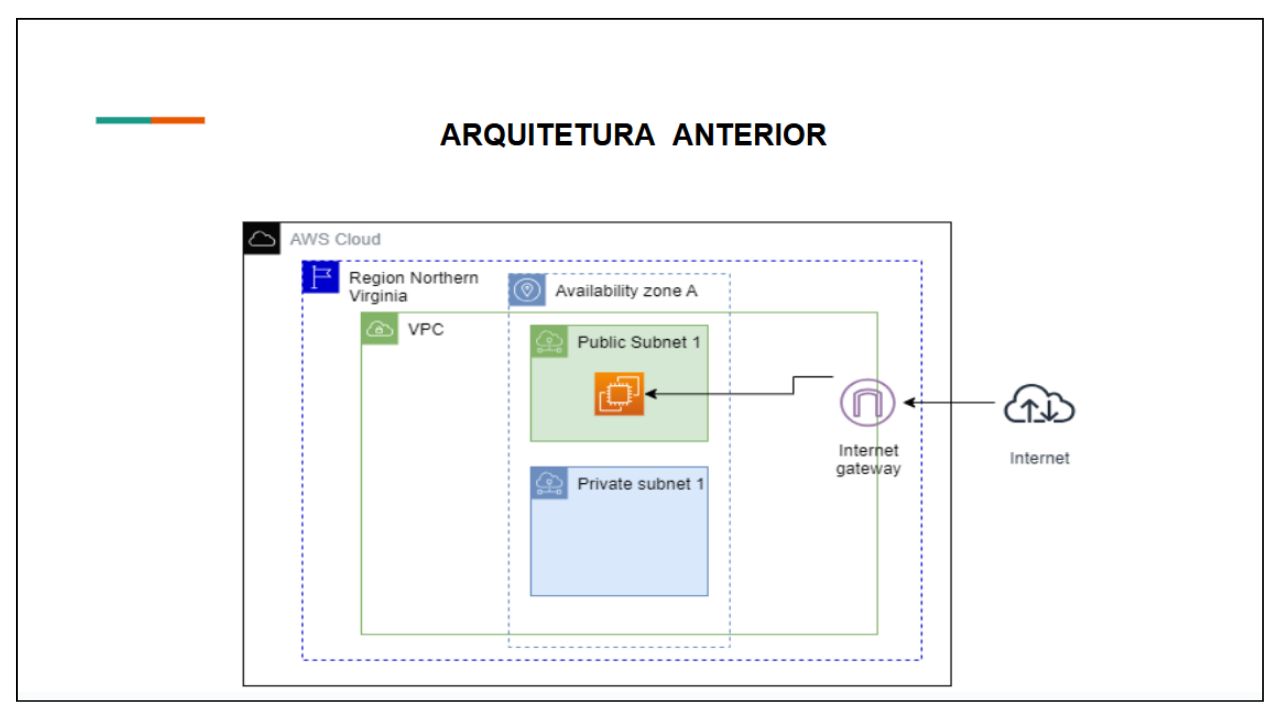 ARQUITETURA ANTERIOR
AWS Cloud
Region Northern
Virginia
Availability zone A
VPC
Public Subnet 1
Internet
gateway
Internet
Private subnet 1